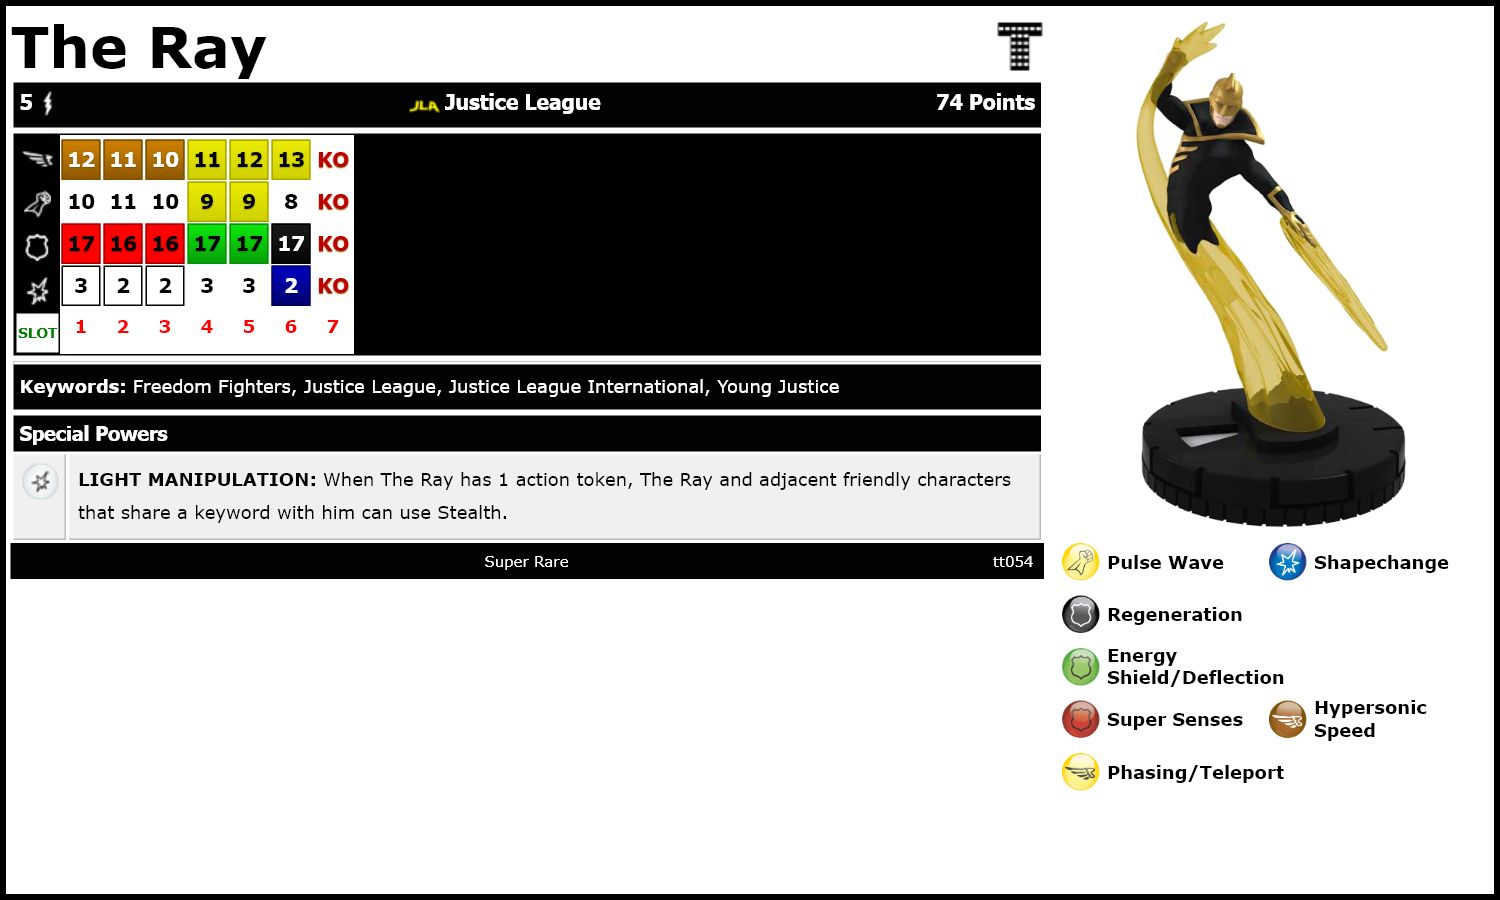 The Ray
T
5 JLA Justice League 74 Points
12 11 10 11 12 13 KO
10 11 10 9 9 8 KO
17 16 16 17 17 17 KO
3 2 2 3 3 2 KO
SLOT 1 2 3 4 5 6 7
Keywords: Freedom Fighters, Justice League, Justice League International, Young Justice
Special Powers
LIGHT MANIPULATION: When The Ray has 1 action token, The Ray and adjacent friendly characters
that share a keyword with him can use Stealth.
Super Rare tt054
Pulse Wave Shapechange
Regeneration
Energy
Shield/Deflection
Super Senses Hypersonic
Speed
Phasing/Teleport